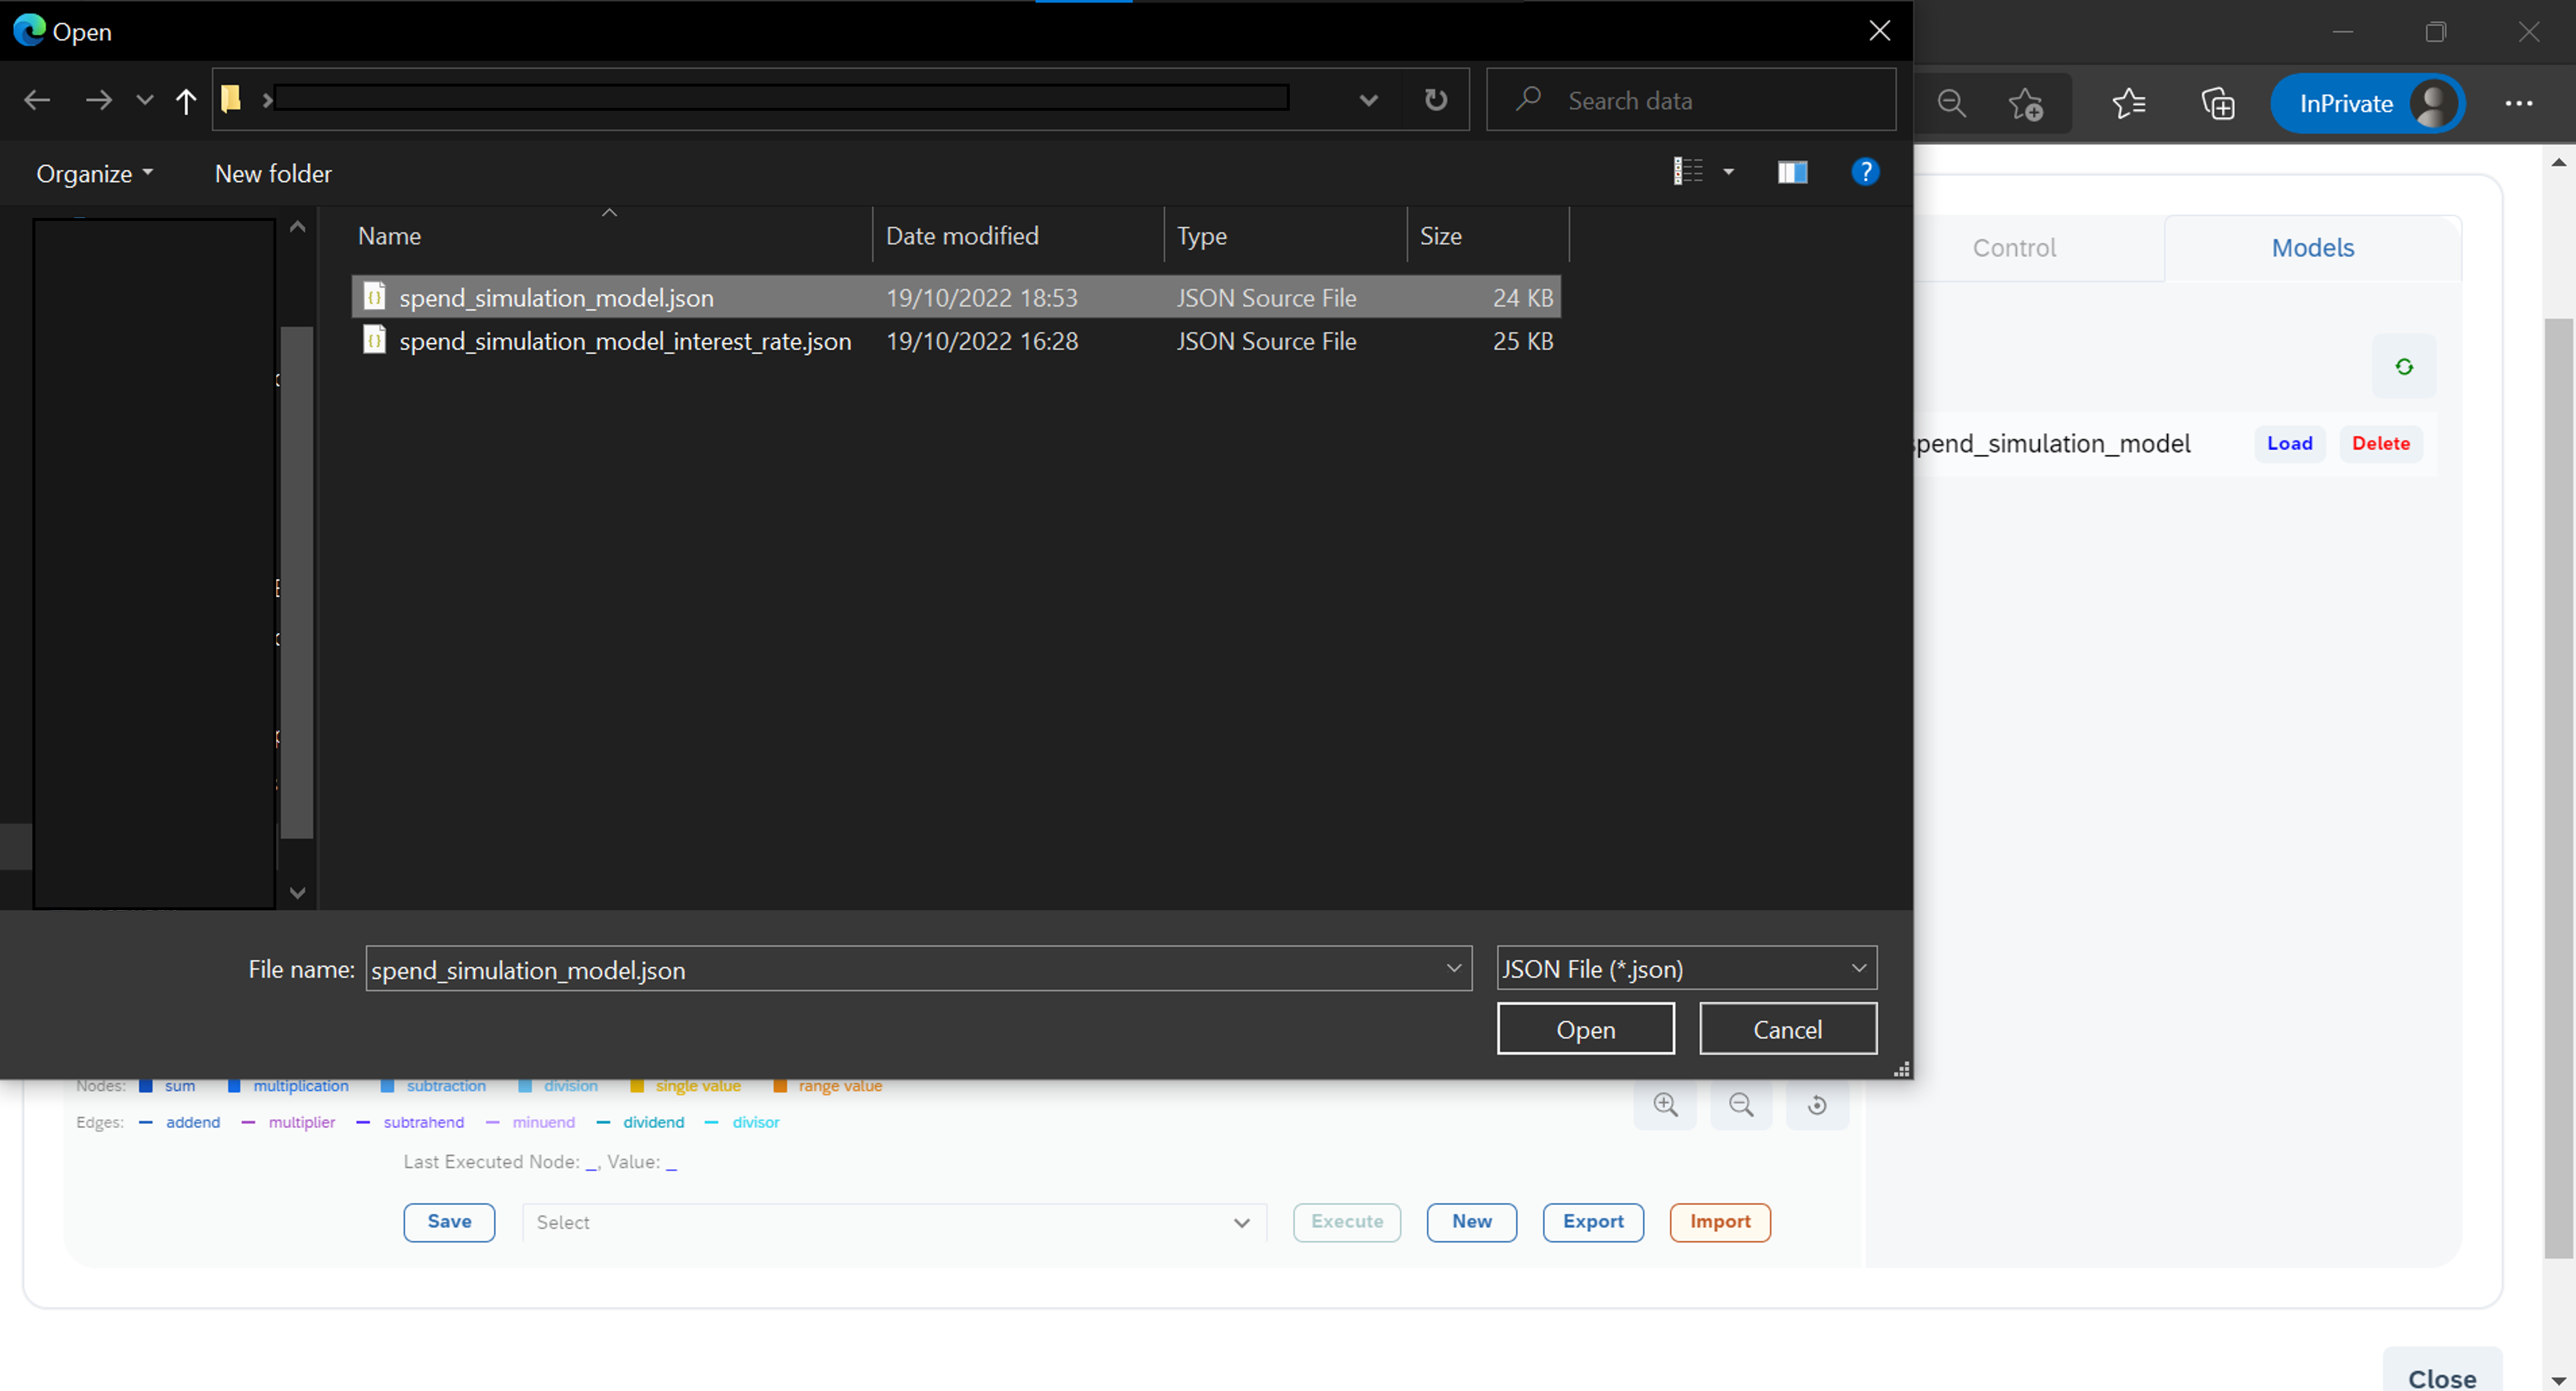 Open
Search data
InPrivate
Organize
New folder
Name
Date modified
Type
Size
spend_simulation_model.json 19/10/2022 18:53 JSON Source File 24 KB
spend_simulation_model_interest_rate.json 19/10/2022 16:28 JSON Source File 25 KB
Control
Models
spend_simulation_model
Load
Delete
File name: spend_simulation_model.json
JSON File (*.json)
Open
Cancel
Nodes: sum multiplication subtraction division single value range value
Edges: addend multiplier subtrahend minuend dividend divisor
Last Executed Node: _, Value: _
Save
Select
Execute
New
Export
Import
Close